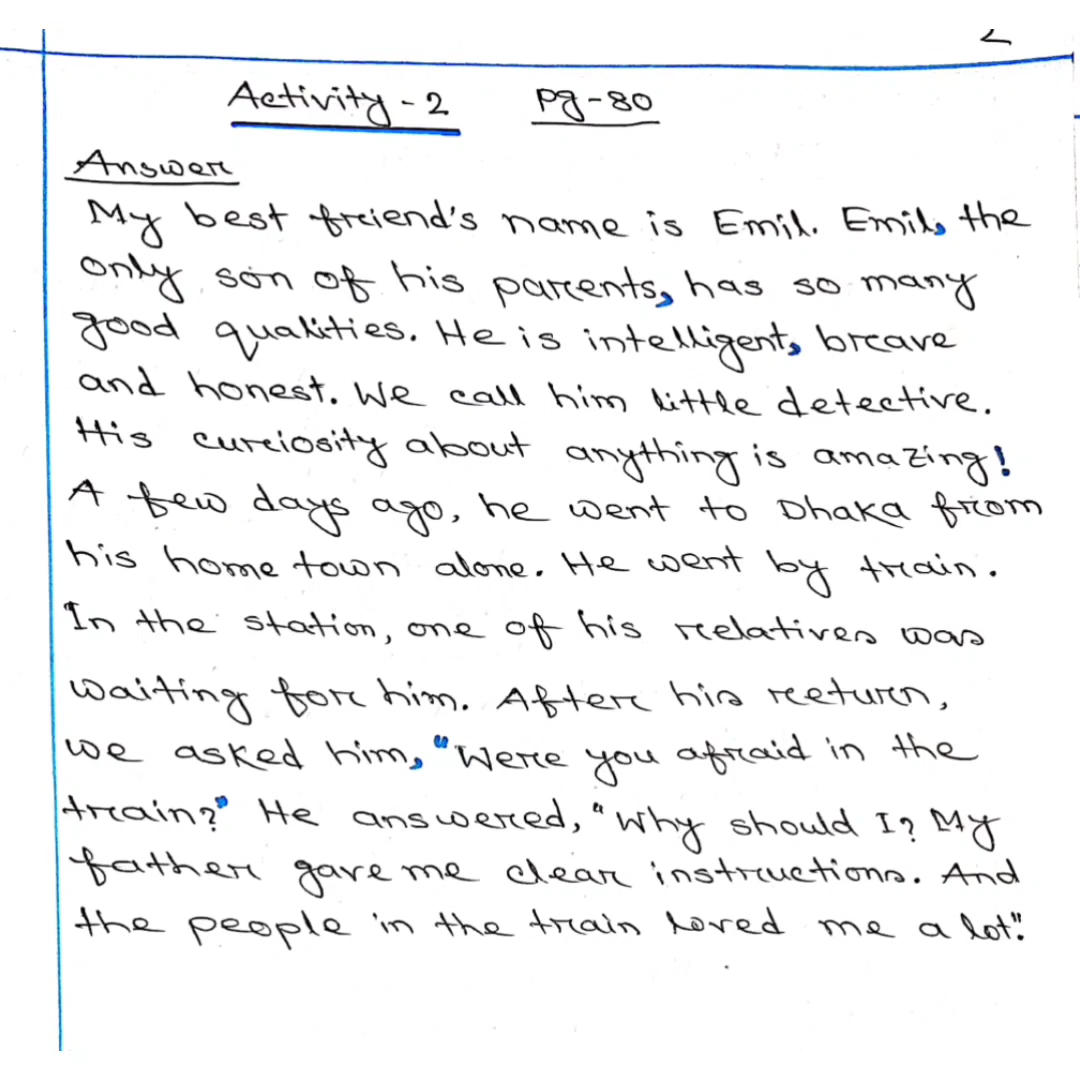 Activity - 2 pg-80
Answer
My best friend's name is Emil. Emil, the
only son of his parents, has so many
good qualities. He is intelligent, brave
and honest. We call him little detective.
His curiosity about anything is amazing!
A few days ago, he went to Dhaka from
his home town alone. He went by train.
In the station, one of his relatives was
waiting for him. After his return,
we asked him, "Were you afraid in the
train?" He answered, "Why should I? My
father gave me clear instructions. And
the people in the train loved me a lot".